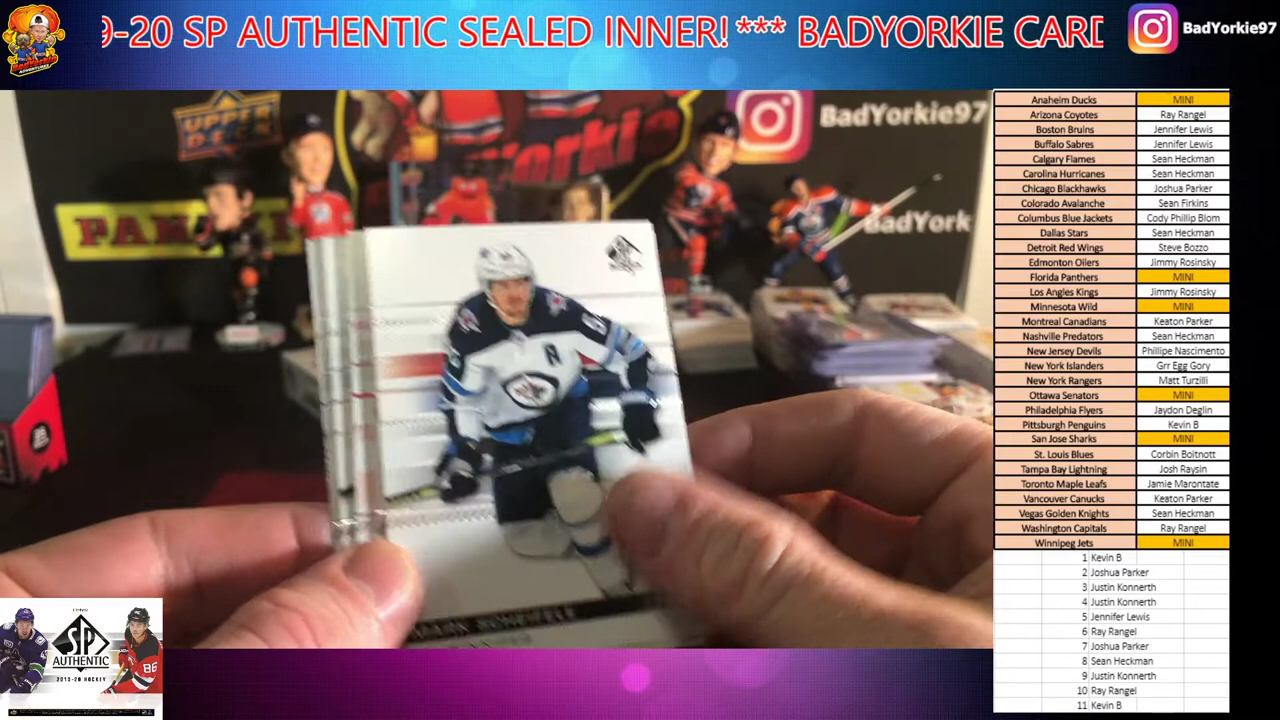 9-20 SP AUTHENTIC SEALED INNER! *** BADYORKIE CARD
BadYorkie97
UPPER DECK
BadYorkie97
BadYork
Anaheim Ducks MINI
Arizona Coyotes Ray Rangel
Boston Bruins Jennifer Lewis
Buffalo Sabres Jennifer Lewis
Calgary Flames Sean Heckman
Carolina Hurricanes Sean Heckman
Chicago Blackhawks Joshua Parker
Colorado Avalanche Sean Firkins
Columbus Blue Jackets Cody Phillip Blom
Dallas Stars Sean Heckman
Detroit Red Wings Steve Bozzo
Edmonton Oilers Jimmy Rosinsky
Florida Panthers MINI
Los Angles Kings Jimmy Rosinsky
Minnesota Wild MINI
Montreal Canadians Keaton Parker
Nashville Predators Sean Heckman
New Jersey Devils Phillipe Nascimento
New York Islanders Grr Egg Gory
New York Rangers Matt Turzilli
Ottawa Senators MINI
Philadelphia Flyers Jaydon Deglin
Pittsburgh Penguins Kevin B
San Jose Sharks MINI
St. Louis Blues Corbin Boitnott
Tampa Bay Lightning Josh Raysin
Toronto Maple Leafs Jamie Marontate
Vancouver Canucks Keaton Parker
Vegas Golden Knights Sean Heckman
Washington Capitals Ray Rangel
Winnipeg Jets MINI
1 Kevin B
2 Joshua Parker
3 Justin Konnerth
4 Justin Konnerth
5 Jennifer Lewis
6 Ray Rangel
7 Joshua Parker
8 Sean Heckman
9 Justin Konnerth
10 Ray Rangel
11 Kevin B
SP
AUTHENTIC
2019-20 HOCKEY